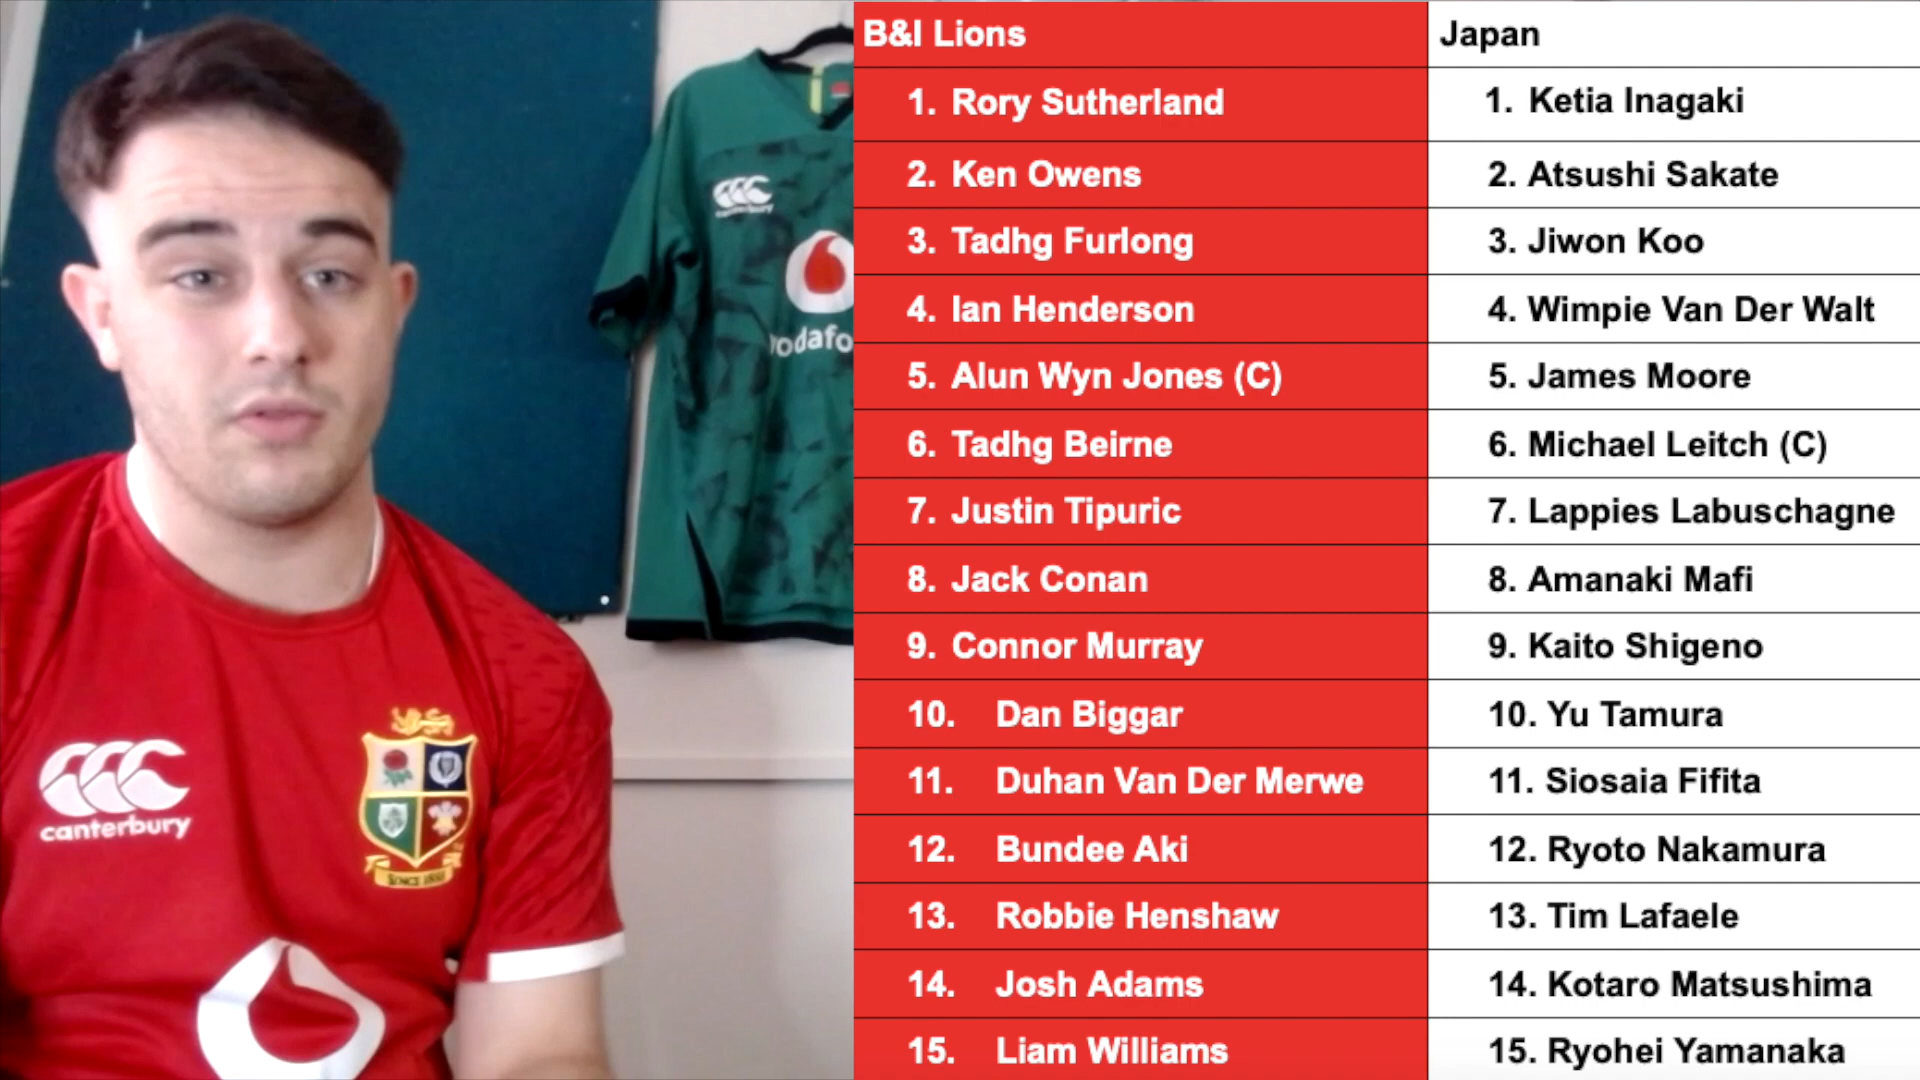 B&I Lions
1. Rory Sutherland
2. Ken Owens
3. Tadhg Furlong
4. Ian Henderson
5. Alun Wyn Jones (C)
6. Tadhg Beirne
7. Justin Tipuric
8. Jack Conan
9. Connor Murray
10. Dan Biggar
11. Duhan Van Der Merwe
12. Bundee Aki
13. Robbie Henshaw
14. Josh Adams
15. Liam Williams
Japan
1. Ketia Inagaki
2. Atsushi Sakate
3. Jiwon Koo
4. Wimpie Van Der Walt
5. James Moore
6. Michael Leitch (C)
7. Lappies Labuschagne
8. Amanaki Mafi
9. Kaito Shigeno
10. Yu Tamura
11. Siosaia Fifita
12. Ryoto Nakamura
13. Tim Lafaele
14. Kotaro Matsushima
15. Ryohei Yamanaka
canterbury
vodafo
canterbury